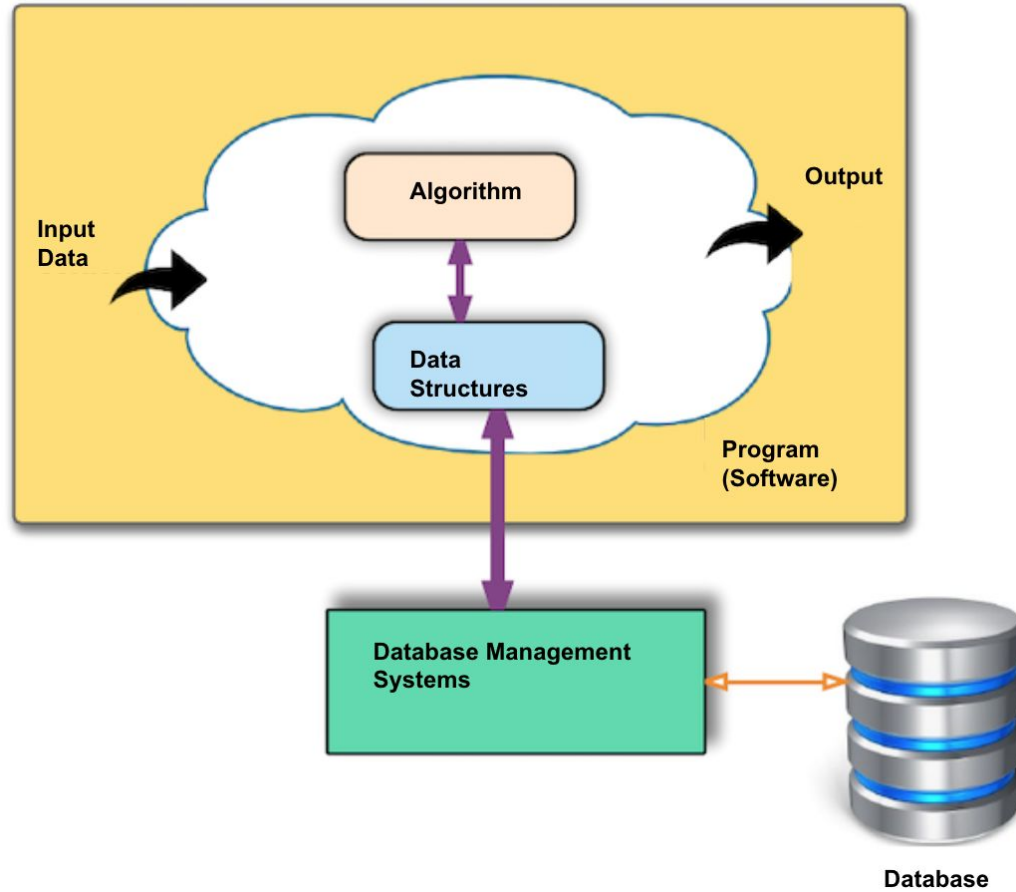 Algorithm
Output
Input
Data
Data
Structures
Program
(Software)
Database Management
Systems
Database